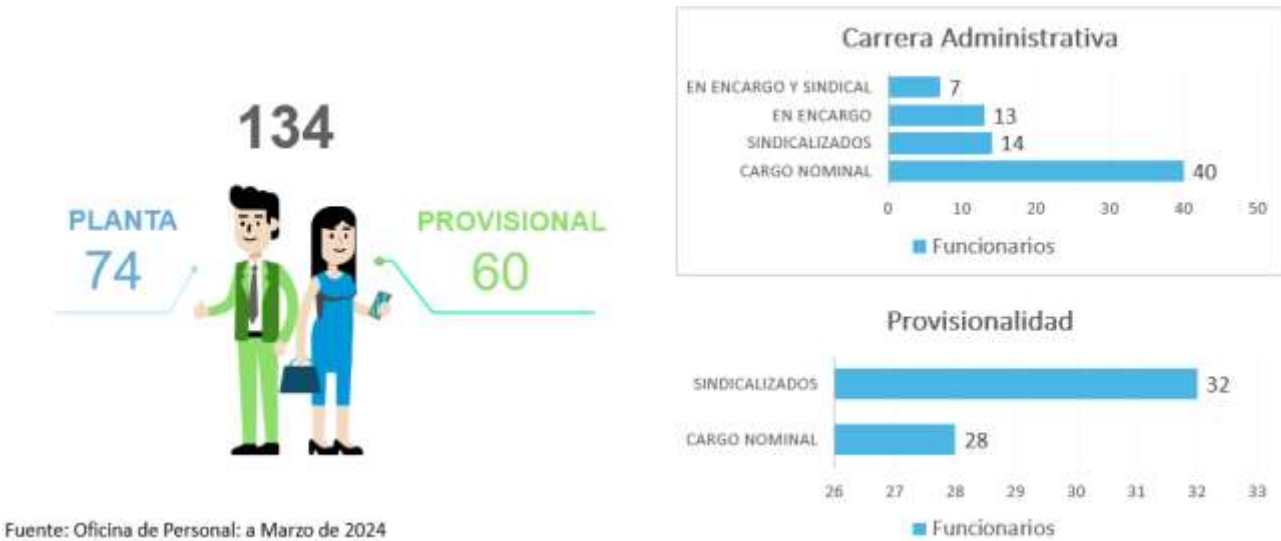 134
PLANTA
74
PROVISIONAL
60
Carrera Administrativa
EN ENCARGO Y SINDICAL 7
EN ENCARGO 13
SINDICALIZADOS 14
CARGO NOMINAL 40
0 10 20 30 40 50
Funcionarios
Provisionalidad
SINDICALIZADOS 32
CARGO NOMINAL 28
26 27 28 29 30 31 32 33
Funcionarios
Fuente: Oficina de Personal: a Marzo de 2024